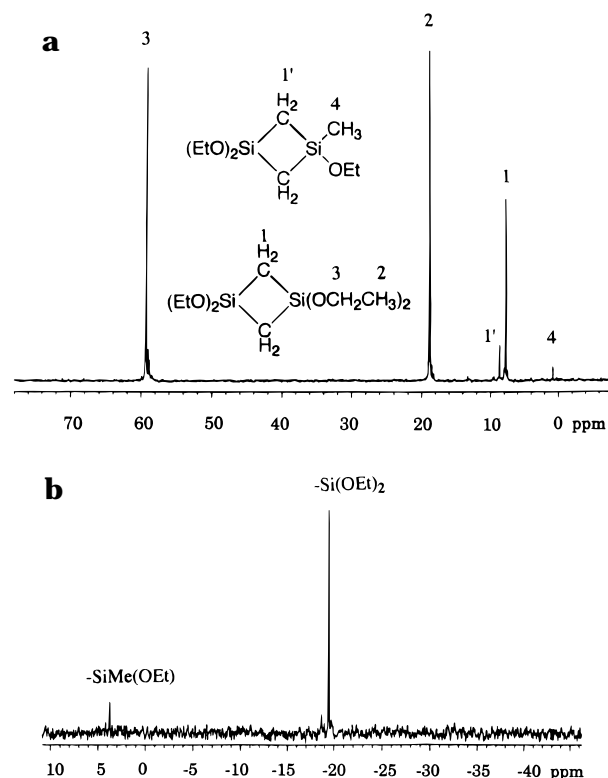 a
3
2
1'
4
H₂
C
CH₃
(EtO)₂Si
Si
OEt
C
H₂
1
1
H₂
C
3
2
(EtO)₂Si
Si(OCH₂CH₃)₂
C
H₂
1'
4
70 60 50 40 30 20 10 0 ppm
b
-Si(OEt)₂
-SiMe(OEt)
10 5 0 -5 -10 -15 -20 -25 -30 -35 -40 ppm